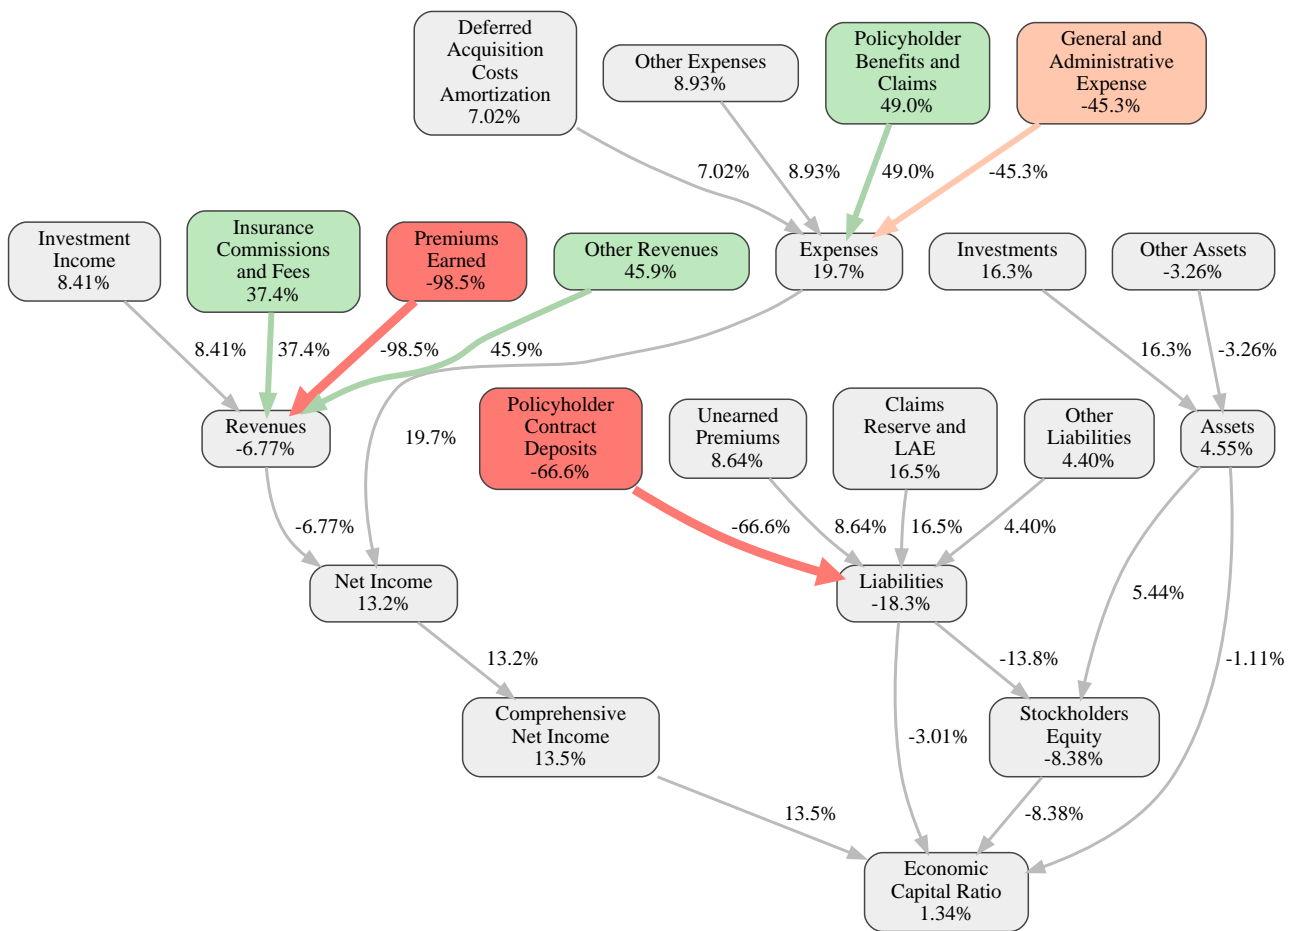 Deferred
Acquisition
Costs
Amortization
7.02%
Other Expenses
8.93%
Policyholder
Benefits and
Claims
49.0%
General and
Administrative
Expense
-45.3%
7.02%
8.93%
49.0%
-45.3%
Investment
Income
8.41%
Insurance
Commissions
and Fees
37.4%
Premiums
Earned
-98.5%
Other Revenues
45.9%
Expenses
19.7%
Investments
16.3%
Other Assets
-3.26%
8.41%
37.4%
-98.5%
45.9%
16.3%
-3.26%
Revenues
-6.77%
19.7%
Policyholder
Contract
Deposits
-66.6%
Unearned
Premiums
8.64%
Claims
Reserve and
LAE
16.5%
Other
Liabilities
4.40%
Assets
4.55%
-6.77%
-66.6%
8.64%
16.5%
4.40%
Net Income
13.2%
Liabilities
-18.3%
5.44%
13.2%
-13.8%
-1.11%
Comprehensive
Net Income
13.5%
-3.01%
Stockholders
Equity
-8.38%
13.5%
-8.38%
Economic
Capital Ratio
1.34%